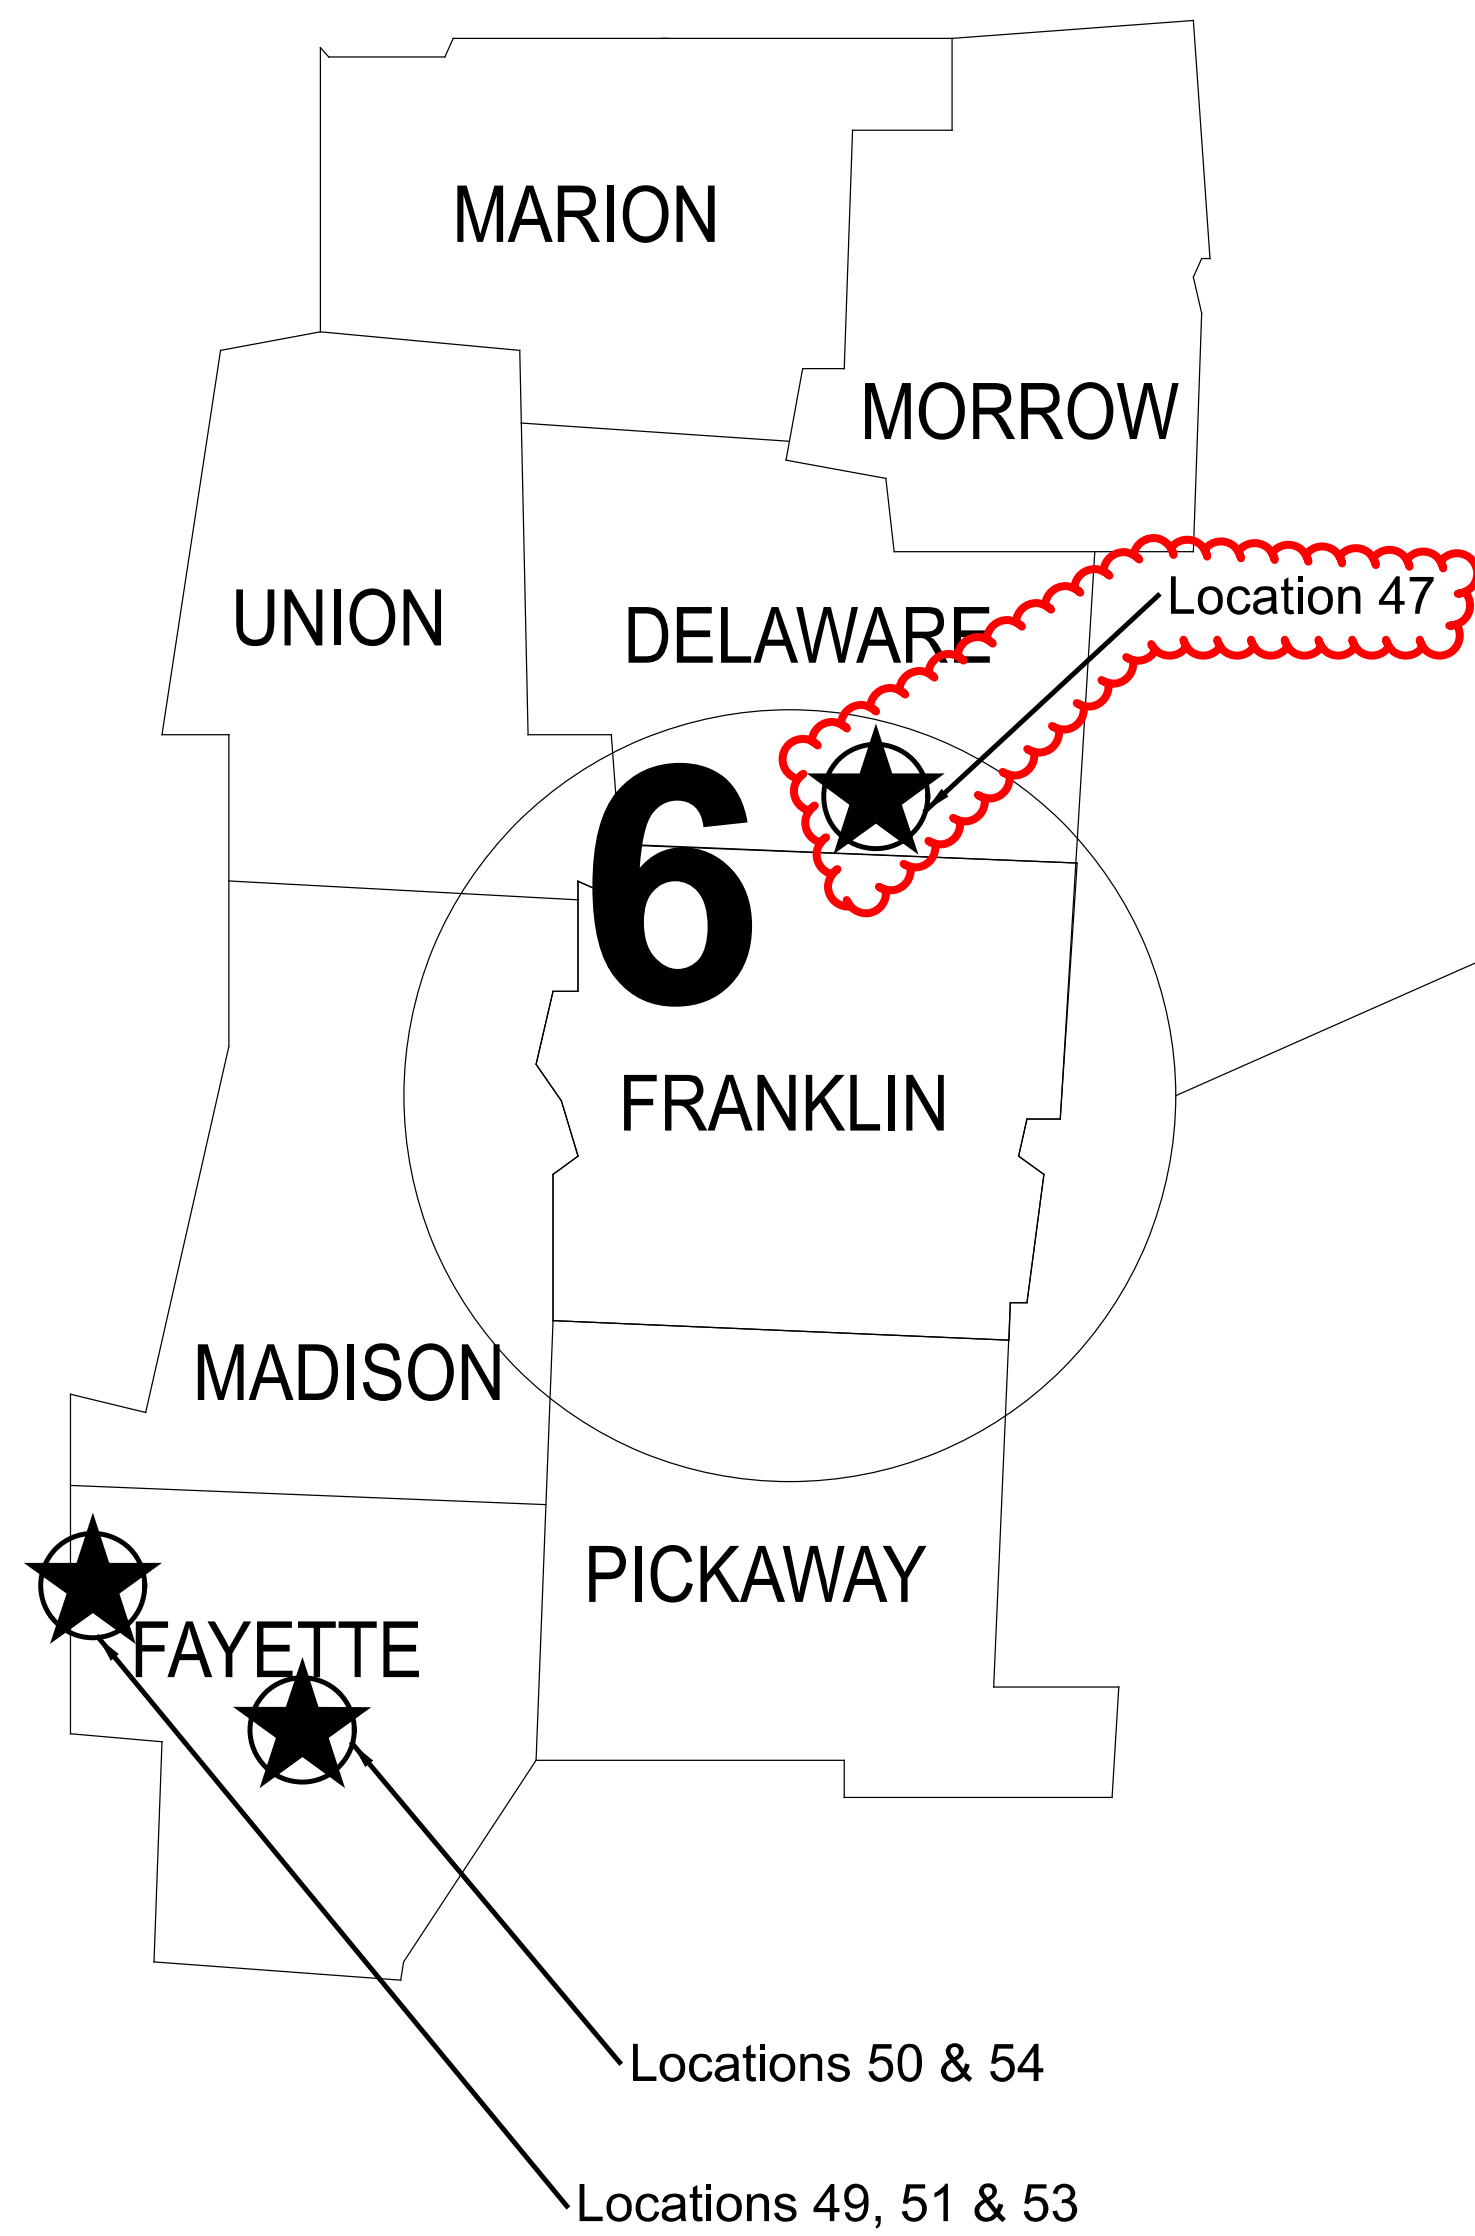 MARION
MORROW
Location 47
UNION
DELAWARE
6
FRANKLIN
MADISON
PICKAWAY
FAYETTE
Locations 50 & 54
Locations 49, 51 & 53